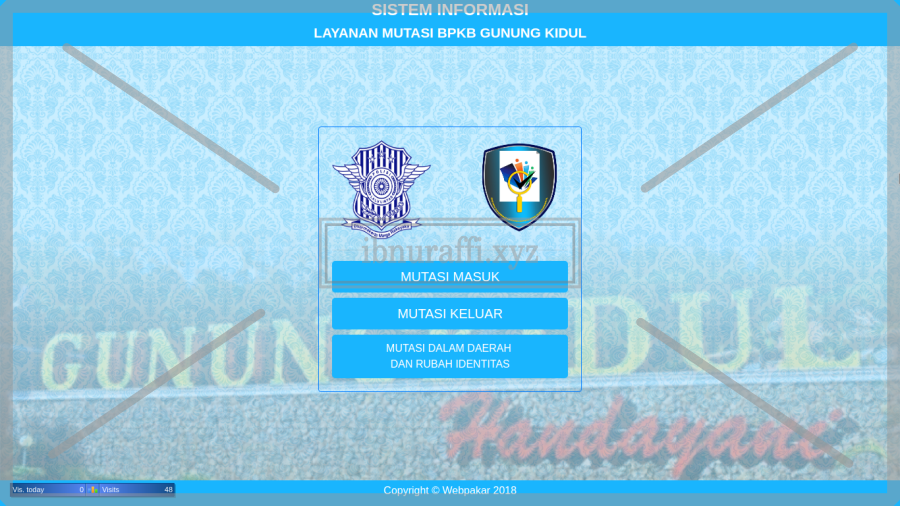 SISTEM INFORMASI
LAYANAN MUTASI BPKB GUNUNG KIDUL
ibnuraffi.xyz
MUTASI MASUK
MUTASI KELUAR
MUTASI DALAM DAERAH
DAN RUBAH IDENTITAS
GUNUNG KIDUL
Handayani
Vis. today 0 Visits 48
Copyright © Webpakar 2018